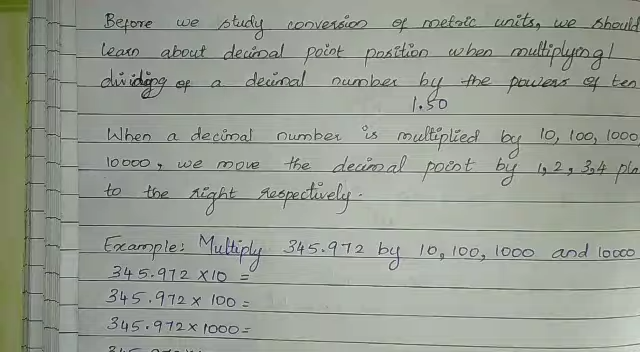 Before we study conversion of metric units, we should
learn about decimal point position when multiplying/
dividing of a decimal number by the powers of ten
1.50
When a decimal number is multiplied by 10, 100, 1000
10000, we move the decimal point by 1, 2, 3, 4 pla
to the right respectively.
Example: Multiply 345.972 by 10, 100, 1000 and 10000
345.972 x 10 =
345.972 x 100 =
345.972 x 1000 =